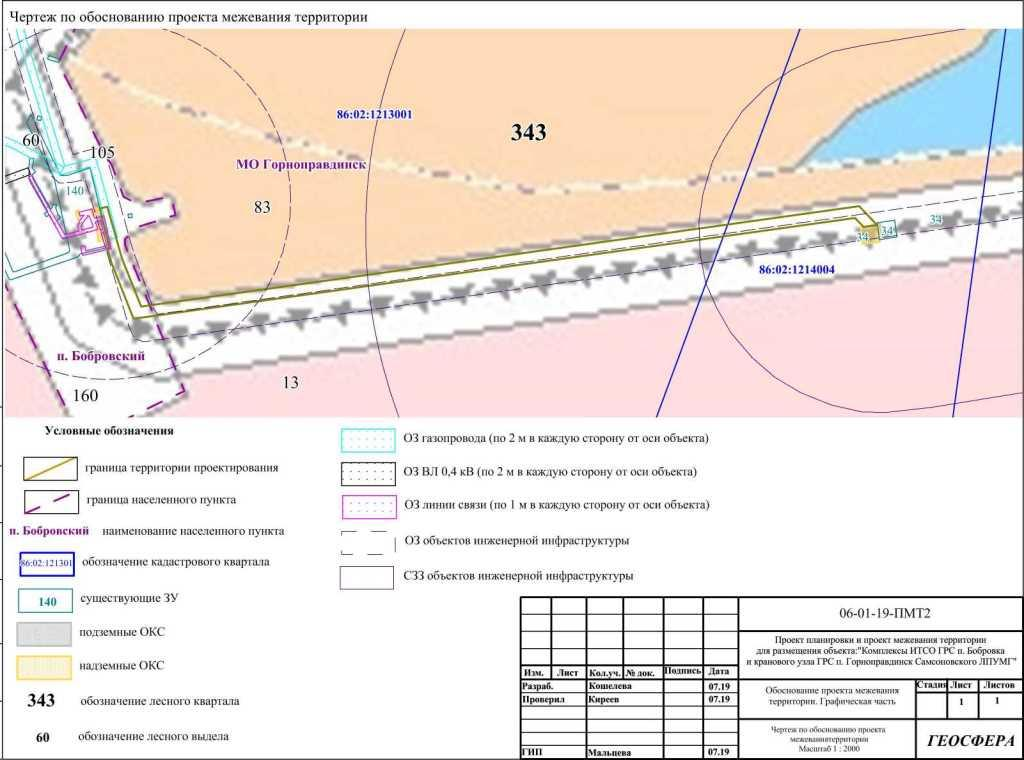 Чертеж по обоснованию проекта межевания территории
86:02:1213001
343
60
105
МО Горноправдинск
140
83
34
34
34
86:02:1214004
п. Бобровский
13
160
Условные обозначения
граница территории проектирования
граница населенного пункта
п. Бобровский наименование населенного пункта
86:02:121301 обозначение кадастрового квартала
140 существующие ЗУ
подземные ОКС
надземные ОКС
343 обозначение лесного квартала
60 обозначение лесного выдела
ОЗ газопровода (по 2 м в каждую сторону от оси объекта)
ОЗ ВЛ 0,4 кВ (по 2 м в каждую сторону от оси объекта)
ОЗ линии связи (по 1 м в каждую сторону от оси объекта)
ОЗ объектов инженерной инфраструктуры
СЗЗ объектов инженерной инфраструктуры
06-01-19-ПМТ2
Проект планировки и проект межевания территории
для размещения объекта:"Комплексы ИТСО ГРС п. Бобровка
и кранового узла ГРС п. Горноправдинск Самсоновского ЛПУМГ"
Изм. Лист Кол.уч. № док. Подпись Дата
Разраб. Кошелева 07.19
Проверил Киреев 07.19
ГИП Мальцева 07.19
Обоснование проекта межевания
территории. Графическая часть
Стадия Лист Листов
1 1
Чертеж по обоснованию проекта
межеваниятерритории
Масштаб 1 : 2000
ГЕОСФЕРА